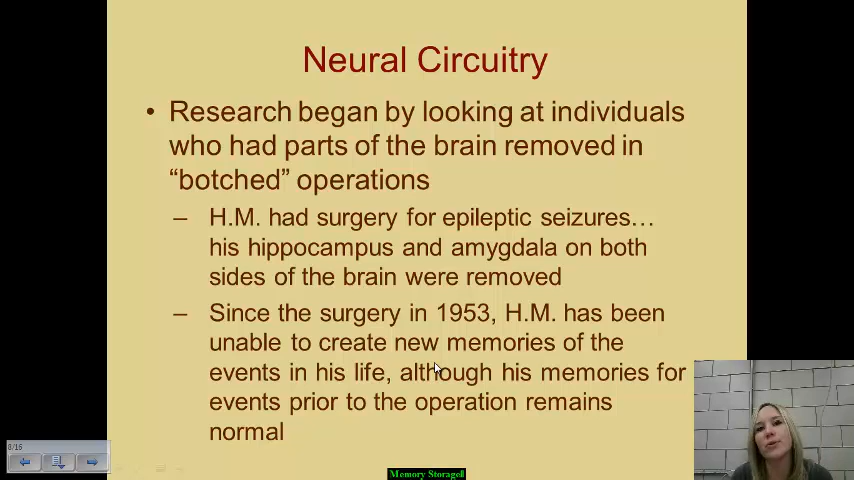 Neural Circuitry
• Research began by looking at individuals
who had parts of the brain removed in
“botched” operations
– H.M. had surgery for epileptic seizures…
his hippocampus and amygdala on both
sides of the brain were removed
– Since the surgery in 1953, H.M. has been
unable to create new memories of the
events in his life, although his memories for
events prior to the operation remains
normal
8/16
Memory Storage